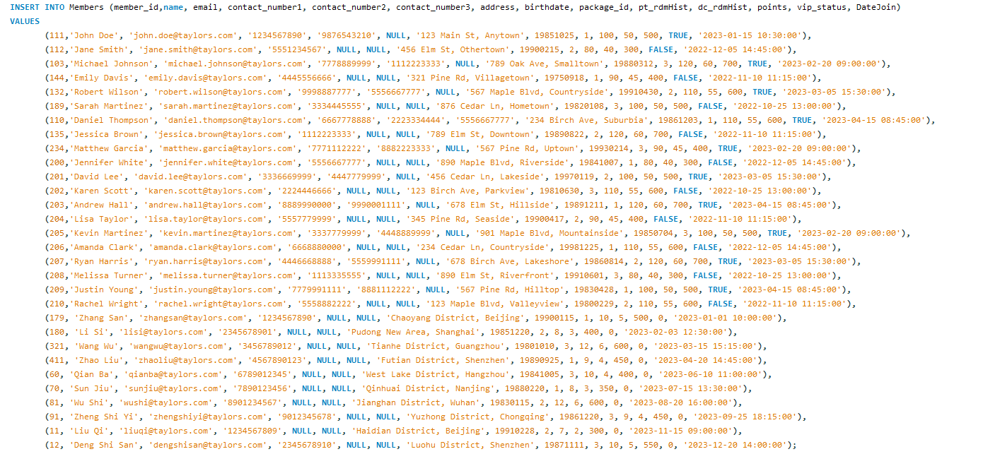 INSERT INTO Members (member_id,name, email, contact_number1, contact_number2, contact_number3, address, birthdate, package_id, pt_rdmHist, dc_rdmHist, points, vip_status, DateJoin)
VALUES
(111,'John Doe', 'john.doe@taylors.com', '1234567890', '9876543210', NULL, '123 Main St, Anytown', 19851025, 1, 100, 50, 500, TRUE, '2023-01-15 10:30:00'),
(112,'Jane Smith', 'jane.smith@taylors.com', '5551234567', NULL, NULL, '456 Elm St, Othertown', 19900215, 2, 80, 40, 300, FALSE, '2022-12-05 14:45:00'),
(103,'Michael Johnson', 'michael.johnson@taylors.com', '7778889999', '1112223333', NULL, '789 Oak Ave, Smalltown', 19880312, 3, 120, 60, 700, TRUE, '2023-02-20 09:00:00'),
(144,'Emily Davis', 'emily.davis@taylors.com', '4445556666', NULL, NULL, '321 Pine Rd, Villagetown', 19750918, 1, 90, 45, 400, FALSE, '2022-11-10 11:15:00'),
(132,'Robert Wilson', 'robert.wilson@taylors.com', '9998887777', '5556667777', NULL, '567 Maple Blvd, Countryside', 19910430, 2, 110, 55, 600, TRUE, '2023-03-05 15:30:00'),
(189,'Sarah Martinez', 'sarah.martinez@taylors.com', '3334445555', NULL, NULL, '876 Cedar Ln, Hometown', 19820108, 3, 100, 50, 500, FALSE, '2022-10-25 13:00:00'),
(110,'Daniel Thompson', 'daniel.thompson@taylors.com', '6667778888', '2223334444', '5556667777', '234 Birch Ave, Suburbia', 19861203, 1, 110, 55, 600, TRUE, '2023-04-15 08:45:00'),
(135,'Jessica Brown', 'jessica.brown@taylors.com', '1112223333', NULL, NULL, '789 Elm St, Downtown', 19890822, 2, 120, 60, 700, FALSE, '2022-11-10 11:15:00'),
(234,'Matthew Garcia', 'matthew.garcia@taylors.com', '7771112222', '8882223333', NULL, '567 Pine Rd, Uptown', 19930214, 3, 90, 45, 400, TRUE, '2023-02-20 09:00:00'),
(200,'Jennifer White', 'jennifer.white@taylors.com', '5556667777', NULL, NULL, '890 Maple Blvd, Riverside', 19841007, 1, 80, 40, 300, FALSE, '2022-12-05 14:45:00'),
(201,'David Lee', 'david.lee@taylors.com', '3336669999', '4447779999', NULL, '456 Cedar Ln, Lakeside', 19970119, 2, 100, 50, 500, TRUE, '2023-03-05 15:30:00'),
(202,'Karen Scott', 'karen.scott@taylors.com', '2224446666', NULL, NULL, '123 Birch Ave, Parkview', 19810630, 3, 110, 55, 600, FALSE, '2022-10-25 13:00:00'),
(203,'Andrew Hall', 'andrew.hall@taylors.com', '8889990000', '9990001111', NULL, '678 Elm St, Hillside', 19891211, 1, 120, 60, 700, TRUE, '2023-04-15 08:45:00'),
(204,'Lisa Taylor', 'lisa.taylor@taylors.com', '5557779999', NULL, NULL, '345 Pine Rd, Seaside', 19900417, 2, 90, 45, 400, FALSE, '2022-11-10 11:15:00'),
(205,'Kevin Martinez', 'kevin.martinez@taylors.com', '3337779999', '4448889999', NULL, '901 Maple Blvd, Mountainside', 19850704, 3, 100, 50, 500, TRUE, '2023-02-20 09:00:00'),
(206,'Amanda Clark', 'amanda.clark@taylors.com', '6668880000', NULL, NULL, '234 Cedar Ln, Countryside', 19981225, 1, 110, 55, 600, FALSE, '2022-12-05 14:45:00'),
(207,'Ryan Harris', 'ryan.harris@taylors.com', '4446668888', '5559991111', NULL, '678 Birch Ave, Lakeshore', 19860814, 2, 120, 60, 700, TRUE, '2023-03-05 15:30:00'),
(208,'Melissa Turner', 'melissa.turner@taylors.com', '1113335555', NULL, NULL, '890 Elm St, Riverfront', 19910601, 3, 80, 40, 300, FALSE, '2022-10-25 13:00:00'),
(209,'Justin Young', 'justin.young@taylors.com', '7779991111', '8881112222', NULL, '567 Pine Rd, Hilltop', 19830428, 1, 100, 50, 500, TRUE, '2023-04-15 08:45:00'),
(210,'Rachel Wright', 'rachel.wright@taylors.com', '5558882222', NULL, NULL, '123 Maple Blvd, Valleyview', 19800229, 2, 110, 55, 600, FALSE, '2022-11-10 11:15:00'),
(179, 'Zhang San', 'zhangsan@taylors.com', '1234567890', NULL, NULL, 'Chaoyang District, Beijing', 19900115, 1, 10, 5, 500, 0, '2023-01-01 10:00:00'),
(180, 'Li Si', 'lisi@taylors.com', '2345678901', NULL, NULL, 'Pudong New Area, Shanghai', 19851220, 2, 8, 3, 400, 0, '2023-02-03 12:30:00'),
(321, 'Wang Wu', 'wangwu@taylors.com', '3456789012', NULL, NULL, 'Tianhe District, Guangzhou', 19801010, 3, 12, 6, 600, 0, '2023-03-15 15:15:00'),
(411, 'Zhao Liu', 'zhaoliu@taylors.com', '4567890123', NULL, NULL, 'Futian District, Shenzhen', 19890925, 1, 9, 4, 450, 0, '2023-04-20 14:45:00'),
(60, 'Qian Ba', 'qianba@taylors.com', '6789012345', NULL, NULL, 'West Lake District, Hangzhou', 19841005, 3, 10, 4, 400, 0, '2023-06-10 11:00:00'),
(70, 'Sun Jiu', 'sunjiu@taylors.com', '7890123456', NULL, NULL, 'Qinhuai District, Nanjing', 19880220, 1, 8, 3, 350, 0, '2023-07-15 13:30:00'),
(81, 'Wu Shi', 'wushi@taylors.com', '8901234567', NULL, NULL, 'Jianghan District, Wuhan', 19830115, 2, 12, 6, 600, 0, '2023-08-20 16:00:00'),
(91, 'Zheng Shi Yi', 'zhengshiyi@taylors.com', '9012345678', NULL, NULL, 'Yuzhong District, Chongqing', 19861220, 3, 9, 4, 450, 0, '2023-09-25 18:15:00'),
(11, 'Liu Qi', 'liuqi@taylors.com', '1234567809', NULL, NULL, 'Haidian District, Beijing', 19910228, 2, 7, 2, 300, 0, '2023-11-15 09:00:00'),
(12, 'Deng Shi San', 'dengshisan@taylors.com', '2345678910', NULL, NULL, 'Luohu District, Shenzhen', 19871111, 3, 10, 5, 550, 0, '2023-12-20 14:00:00');